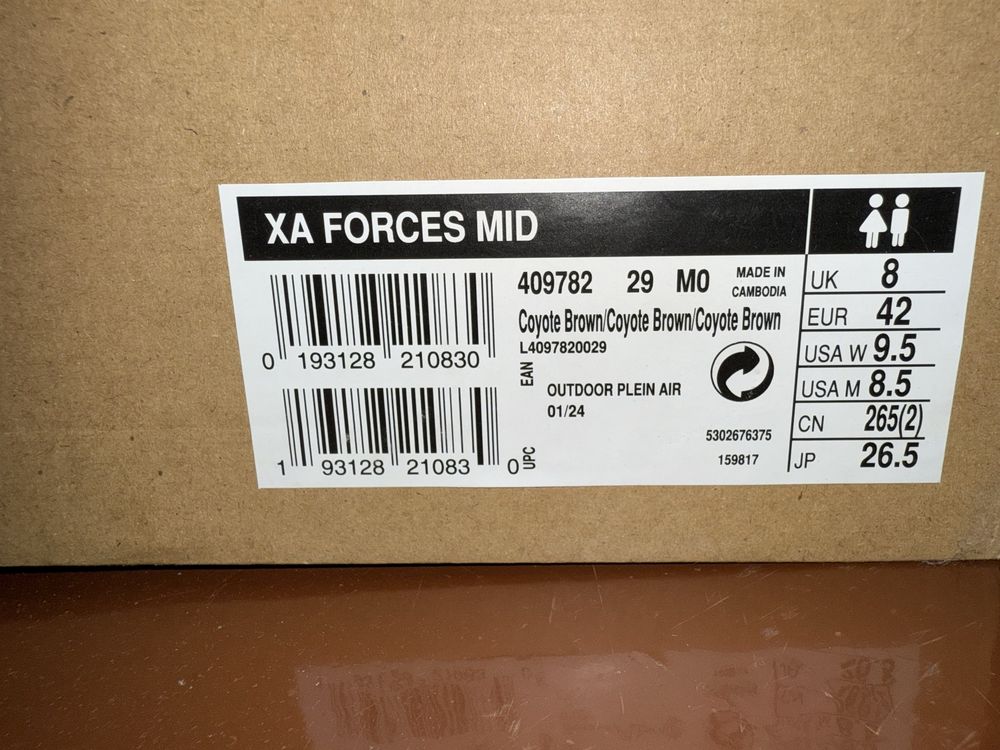 XA FORCES MID
409782 29 M0
MADE IN
CAMBODIA
Coyote Brown/Coyote Brown/Coyote Brown
L4097820029
0 193128 210830
EAN
OUTDOOR PLEIN AIR
01/24
5302676375
159817
1 93128 21083 0
UPC
UK 8
EUR 42
USA W 9.5
USA M 8.5
CN 265(2)
JP 26.5